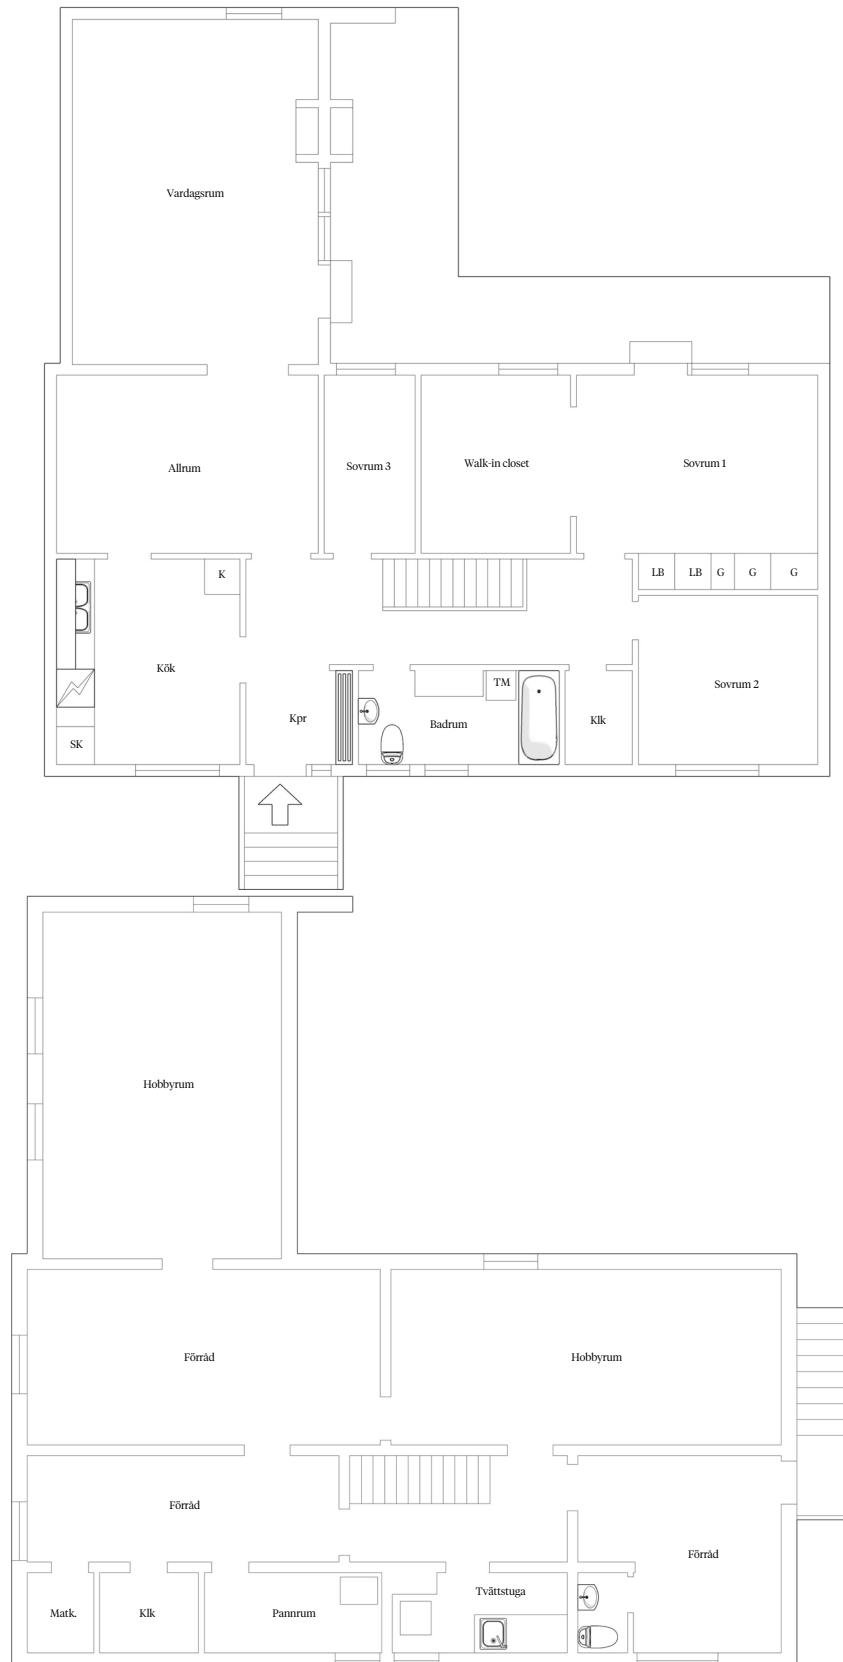 Vardagsrum
Allrum
Sovrum 3
Walk-in closet
Sovrum 1
K
LB
LB
G
G
G
Kök
SK
Kpr
TM
Badrum
Klk
Sovrum 2
Hobbyrum
Förråd
Hobbyrum
Förråd
Förråd
Matk.
Klk
Pannrum
Tvättstuga